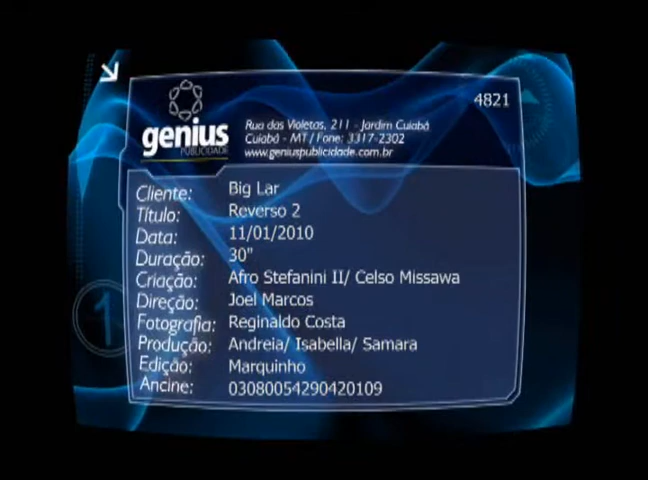 4821
genius
PUBLICIDADE
Rua das Violetas, 211 - Jardim Cuiabá
Cuiabá - MT / Fone: 3317-2302
www.geniuspublicidade.com.br
Cliente: Big Lar
Título: Reverso 2
Data: 11/01/2010
Duração: 30"
Criação: Afro Stefanini II/ Celso Missawa
Direção: Joel Marcos
Fotografia: Reginaldo Costa
Produção: Andreia/ Isabella/ Samara
Edição: Marquinho
Ancine: 03080054290420109
1